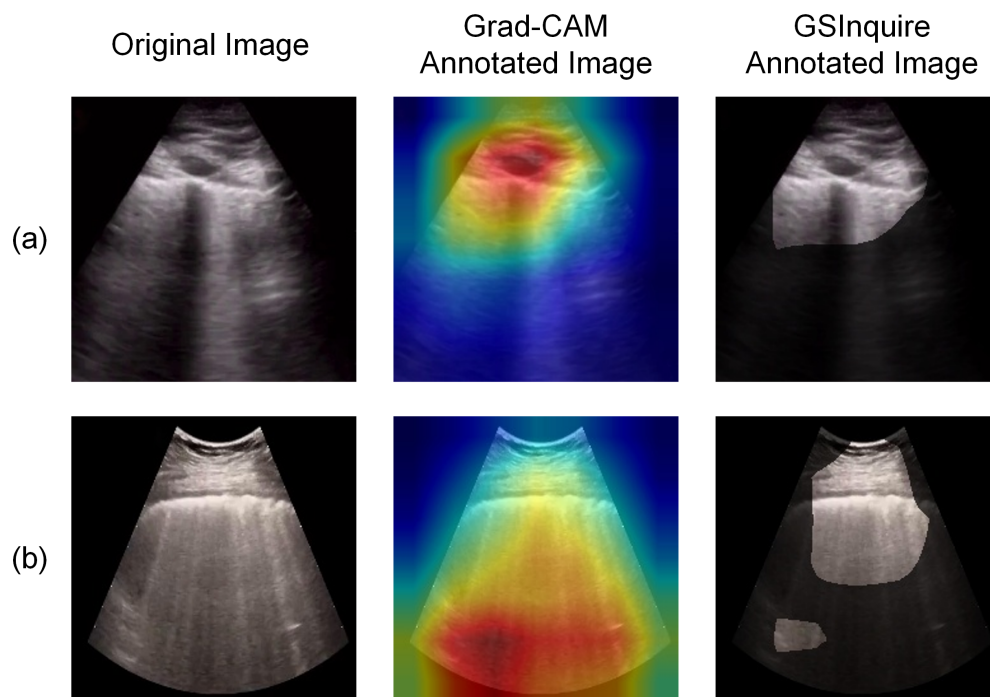 Original Image
Grad-CAM
Annotated Image
GSInquire
Annotated Image
(a)
(b)